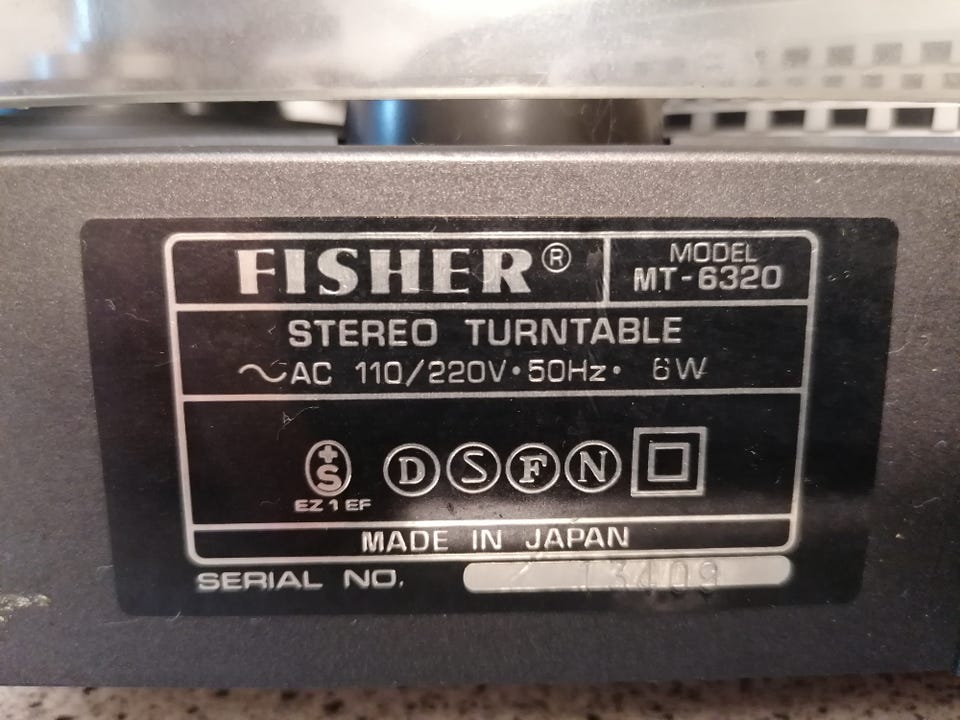 FISHER®
MODEL
MT-6320
STEREO TURNTABLE
~AC 110/220V·50Hz· 6W
+S
D S F N
EZ 1 EF
MADE IN JAPAN
SERIAL NO. 13409